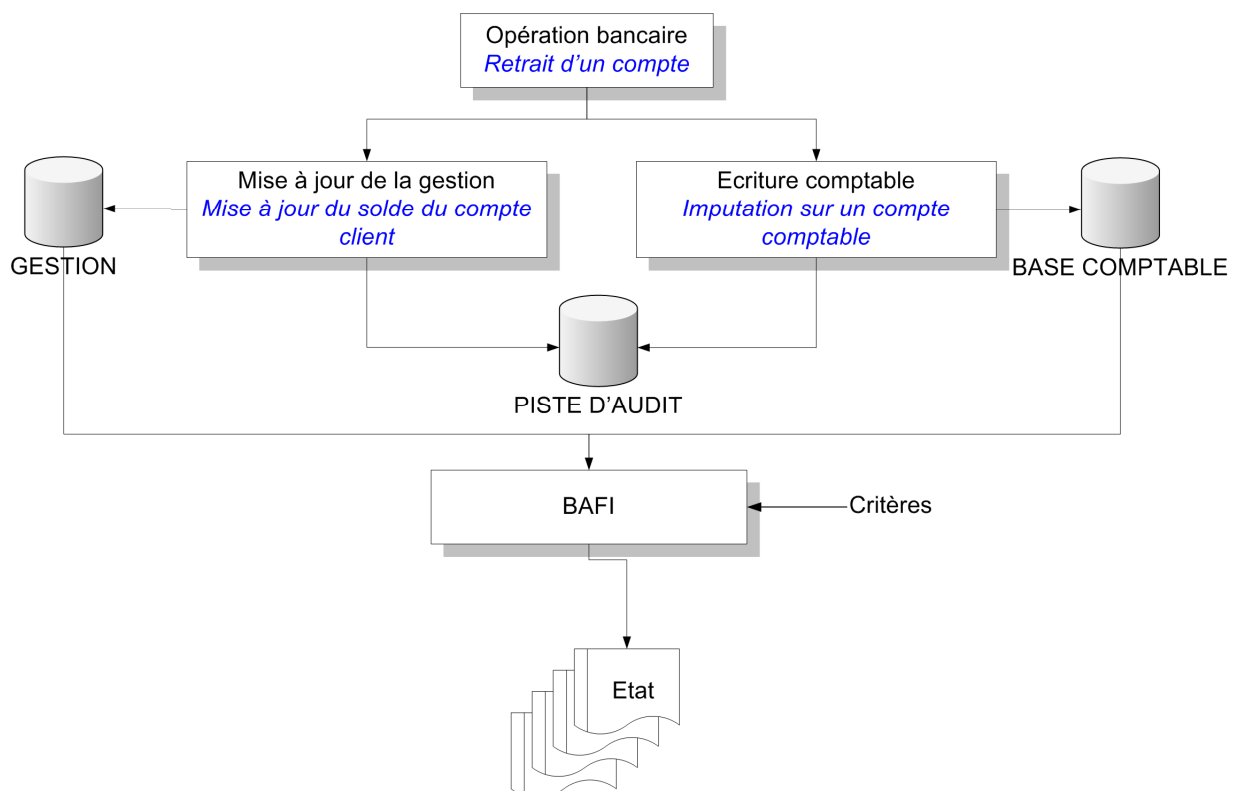 Opération bancaire
Retrait d'un compte
Mise à jour de la gestion
Mise à jour du solde du compte
client
Ecriture comptable
Imputation sur un compte
comptable
GESTION
BASE COMPTABLE
PISTE D'AUDIT
BAFI
Critères
Etat